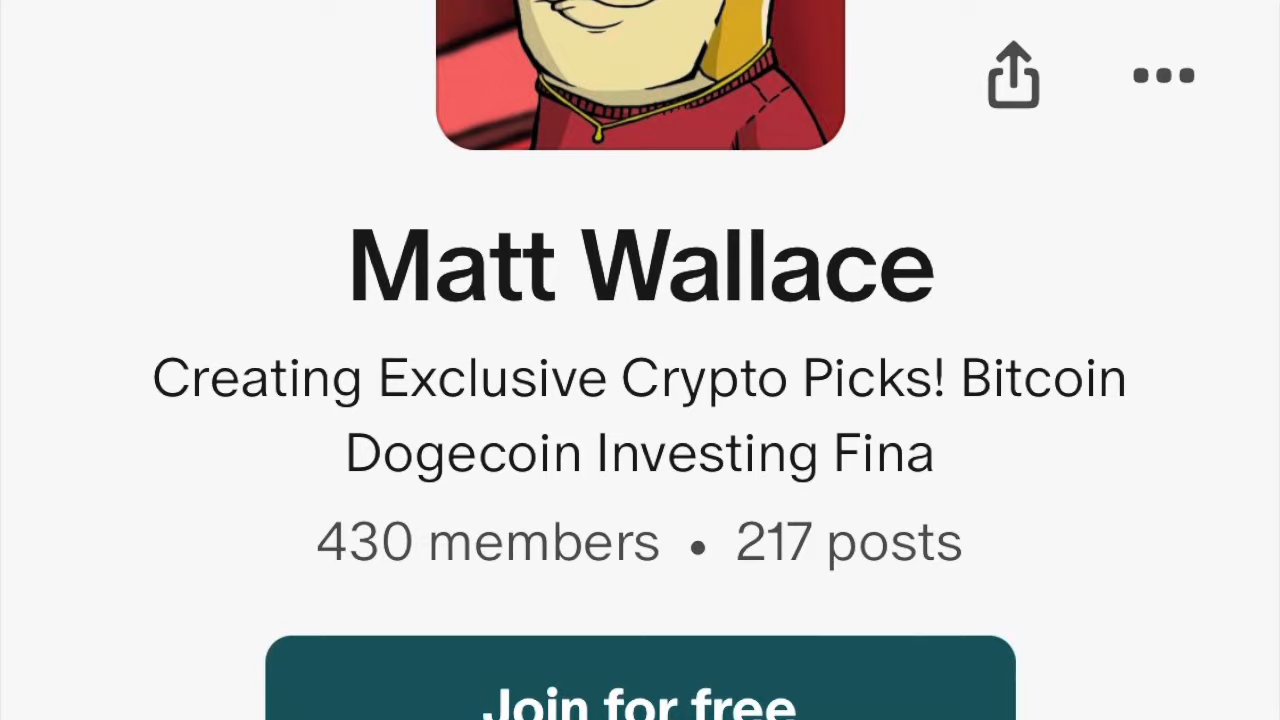 Matt Wallace
Creating Exclusive Crypto Picks! Bitcoin
Dogecoin Investing Fina
430 members • 217 posts
Join for free